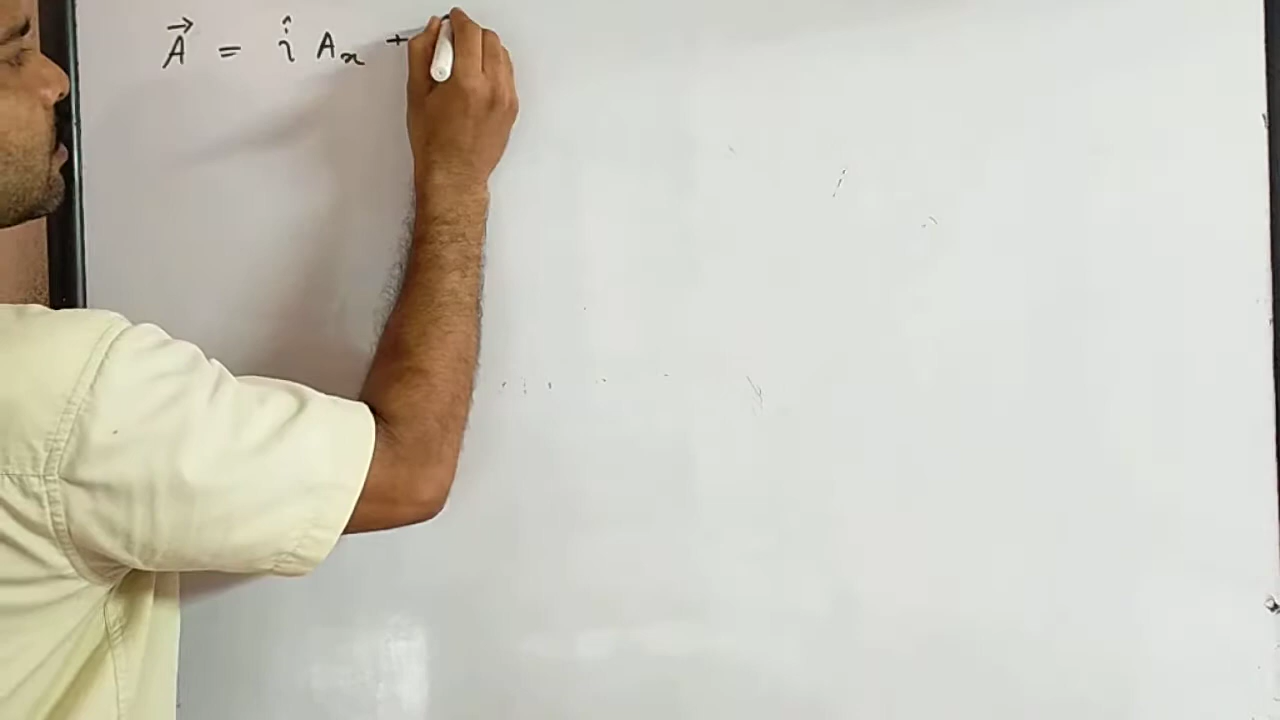 A⃗ = î Aₓ +